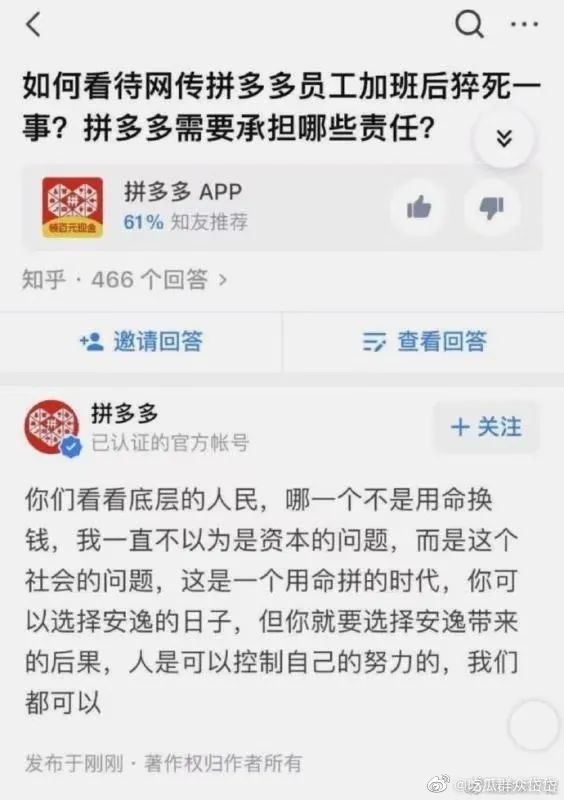 如何看待网传拼多多员工加班后猝死一
事？拼多多需要承担哪些责任？
拼
领百元现金
拼多多 APP
61% 知友推荐
知乎 · 466 个回答 >
邀请回答
查看回答
拼
拼多多
已认证的官方帐号
+ 关注
你们看看底层的人民，哪一个不是用命换
钱，我一直不以为是资本的问题，而是这个
社会的问题，这是一个用命拼的时代，你可
以选择安逸的日子，但你就要选择安逸带来
的后果，人是可以控制自己的努力的，我们
都可以
发布于刚刚 · 著作权归作者所有
@吃瓜群众岱岱